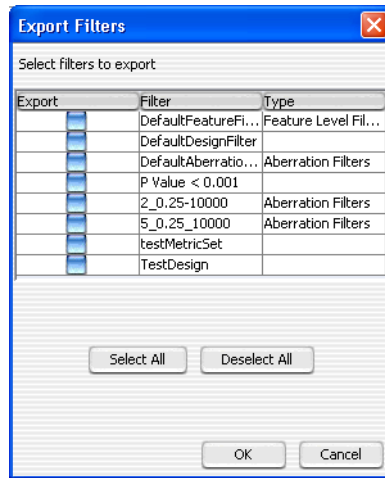 Export Filters
Select filters to export
Export Filter Type
DefaultFeatureFi... Feature Level Fil...
DefaultDesignFilter
DefaultAberratio... Aberration Filters
P Value < 0.001
2_0.25-10000 Aberration Filters
5_0.25_10000 Aberration Filters
testMetricSet
TestDesign
Select All Deselect All
OK Cancel